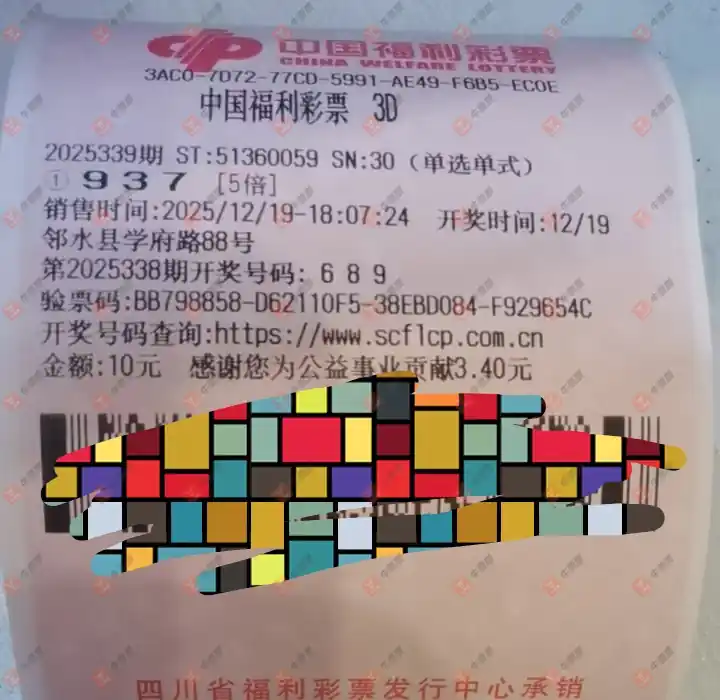 中国福利彩票
CHINA WELFARE LOTTERY
3AC0-7D72-77CD-5991-AE49-F6B5-EC0E
中国福利彩票 3D
2025339期 ST:51360059 SN:30 (单选单式)
① 9 3 7 [5倍]
销售时间:2025/12/19-18:07:24 开奖时间:12/19
邻水县学府路88号
第2025338期开奖号码: 6 8 9
验票码:BB798858-D62110F5-38EBD084-F929654C
开奖号码查询:https://www.scflcp.com.cn
金额:10元 感谢您为公益事业贡献3.40元
四川省福利彩票发行中心承销